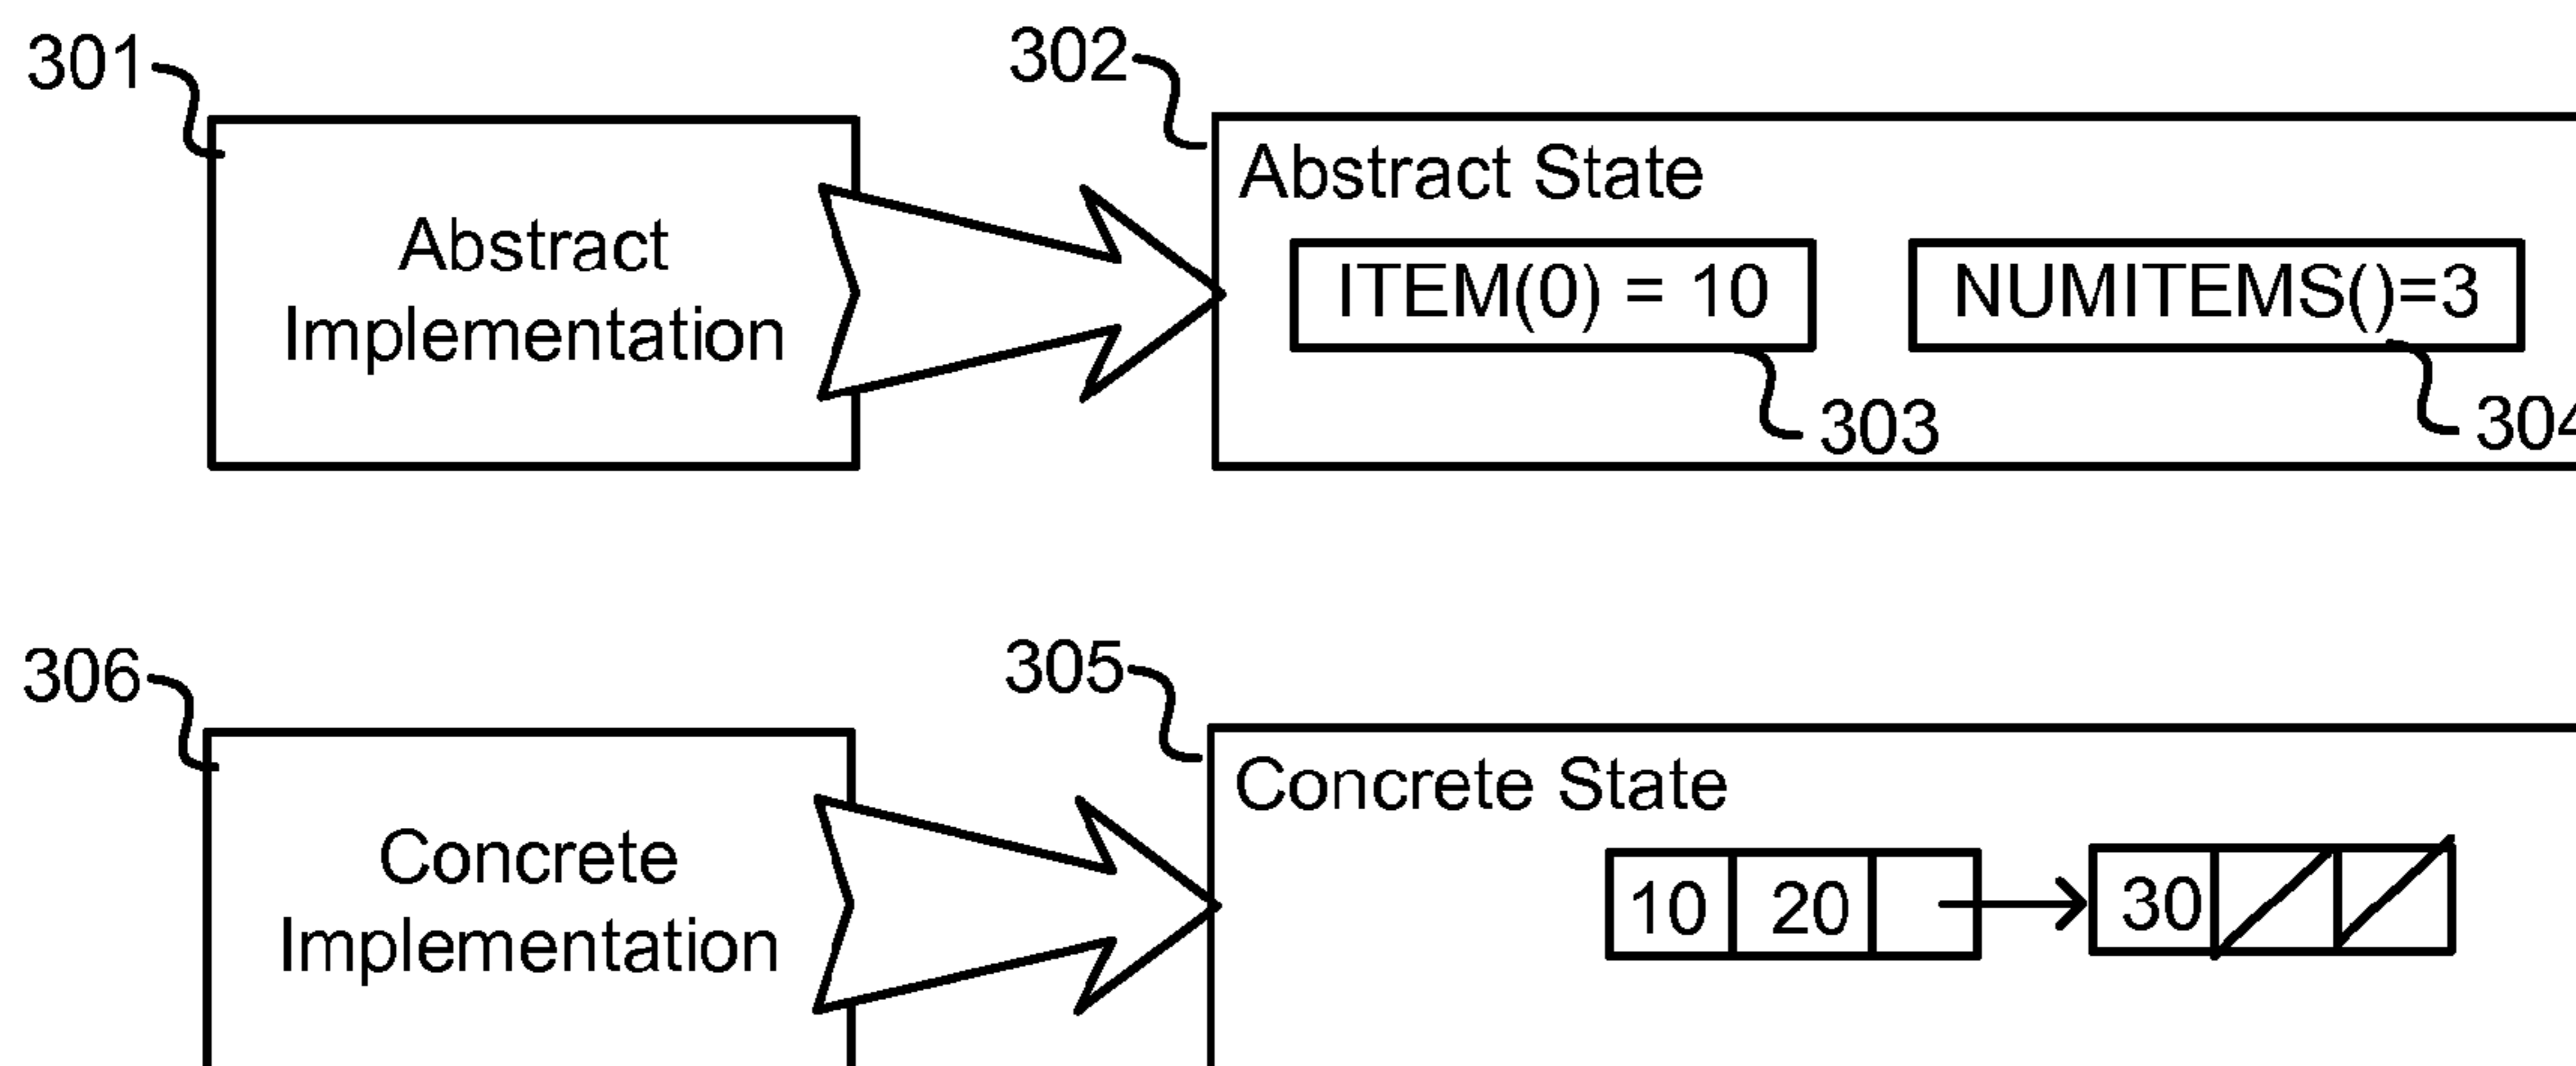 301
302
Abstract
Implementation
Abstract State
ITEM(0) = 10
NUMITEMS()=3
303
304
306
305
Concrete
Implementation
Concrete State
10 20
30